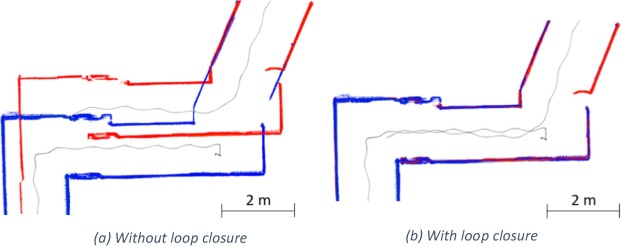 2 m
2 m
(a) Without loop closure
(b) With loop closure